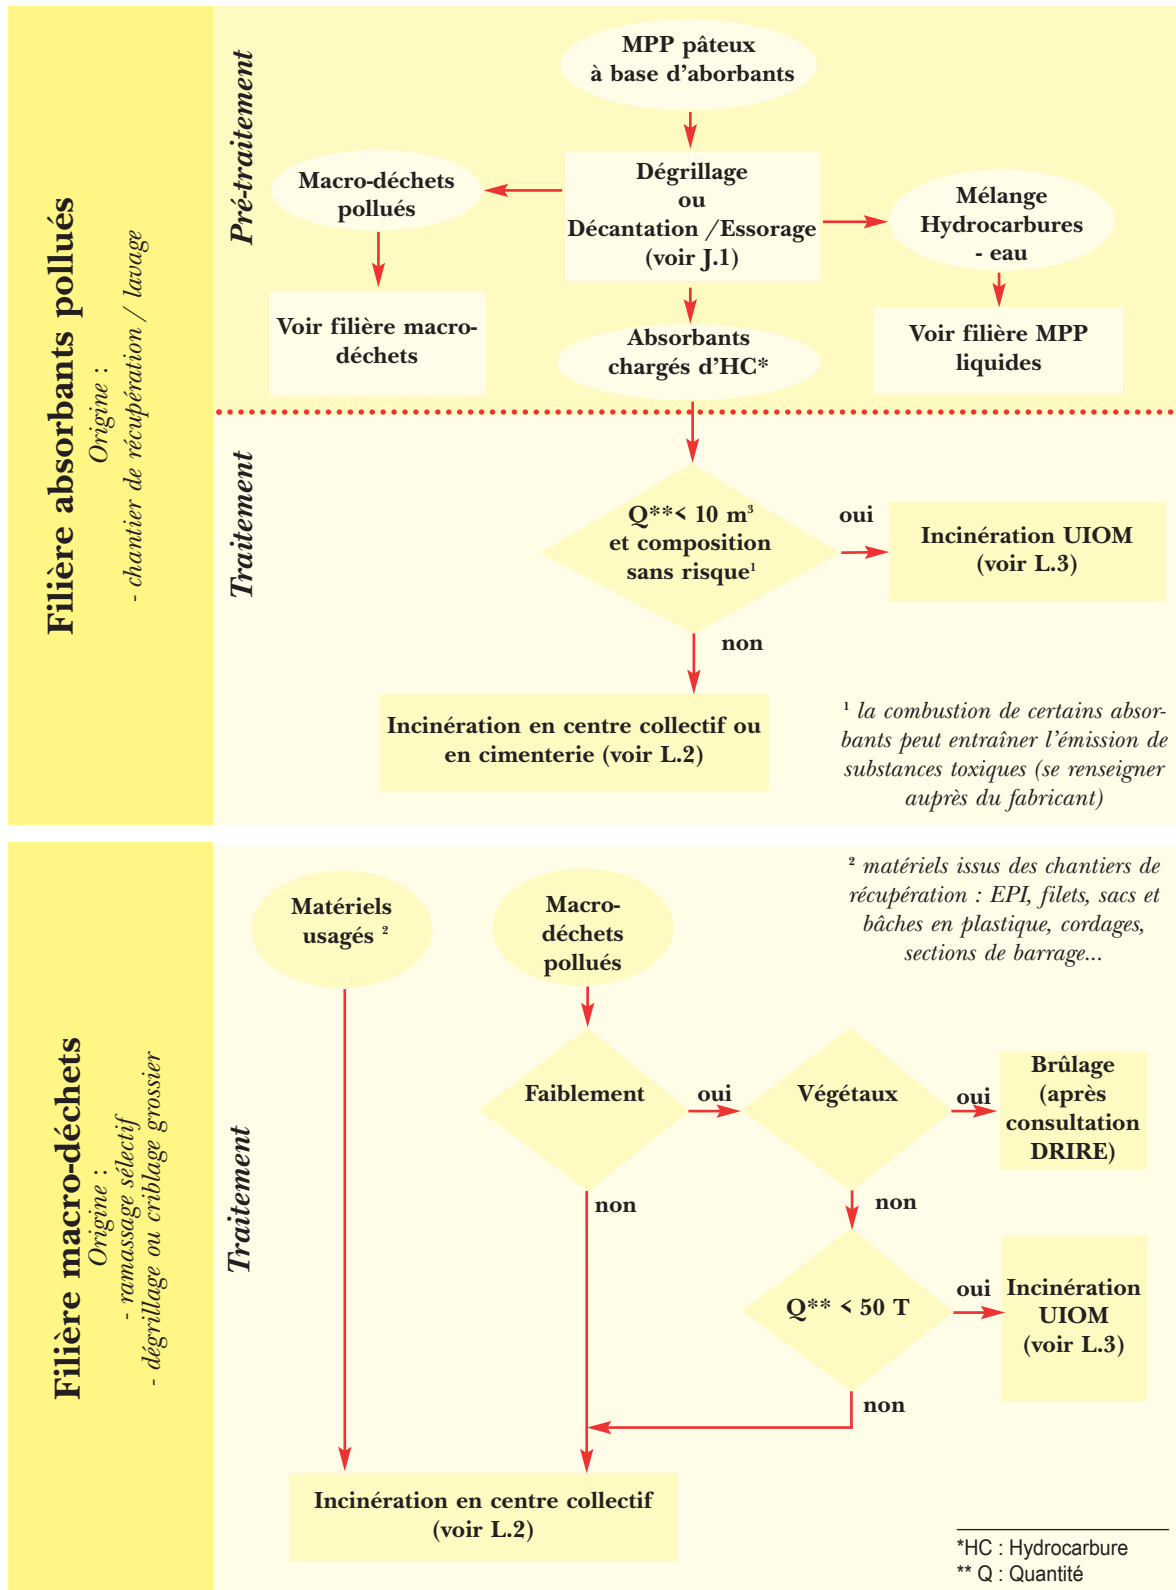 Filière absorbants pollués
Origine :
- chantier de récupération / lavage
Pré-traitement
MPP pâteux
à base d'aborbants
Macro-déchets
pollués
Dégrillage
ou
Décantation /Essorage
(voir J.1)
Mélange
Hydrocarbures
- eau
Voir filière macro-
déchets
Absorbants
chargés d'HC*
Voir filière MPP
liquides
Traitement
Q**< 10 m³
et composition
sans risque¹
oui
Incinération UIOM
(voir L.3)
non
Incinération en centre collectif ou
en cimenterie (voir L.2)
¹ la combustion de certains absor-
bants peut entraîner l'émission de
substances toxiques (se renseigner
auprès du fabricant)
Filière macro-déchets
Origine :
- ramassage sélectif
- dégrillage ou criblage grossier
Traitement
Matériels
usagés ²
Macro-
déchets
pollués
² matériels issus des chantiers de
récupération : EPI, filets, sacs et
bâches en plastique, cordages,
sections de barrage...
Faiblement
oui
Végétaux
oui
Brûlage
(après
consultation
DRIRE)
non
non
Q** < 50 T
oui
Incinération
UIOM
(voir L.3)
non
Incinération en centre collectif
(voir L.2)
*HC : Hydrocarbure
** Q : Quantité